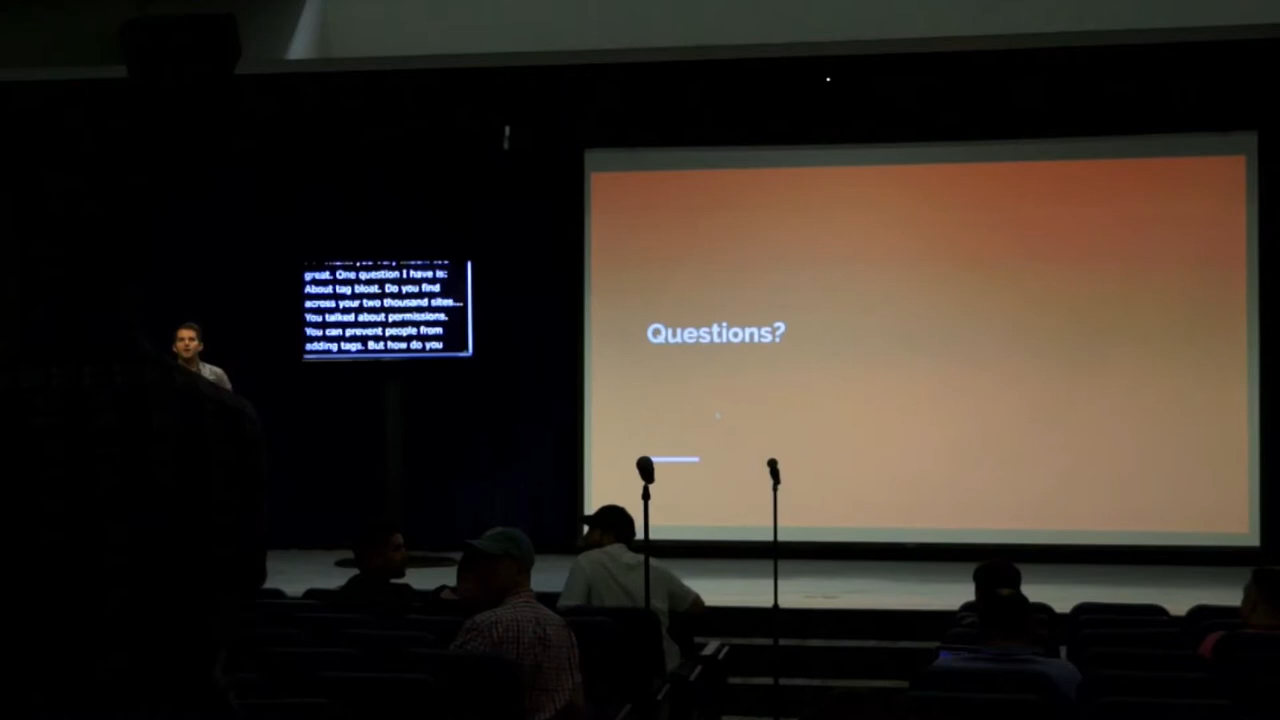 great. One question I have is:
About tag bloat. Do you find
across your two thousand sites...
You talked about permissions.
You can prevent people from
adding tags. But how do you
Questions?